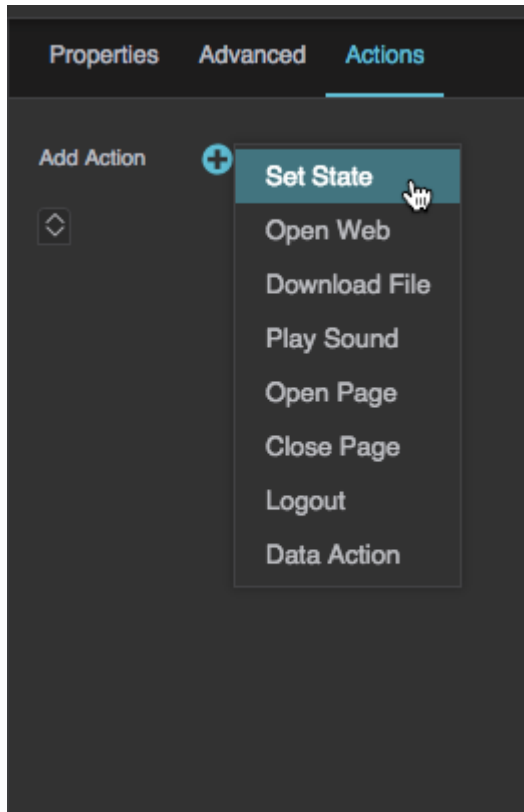 Properties Advanced Actions
Add Action
Set State
Open Web
Download File
Play Sound
Open Page
Close Page
Logout
Data Action